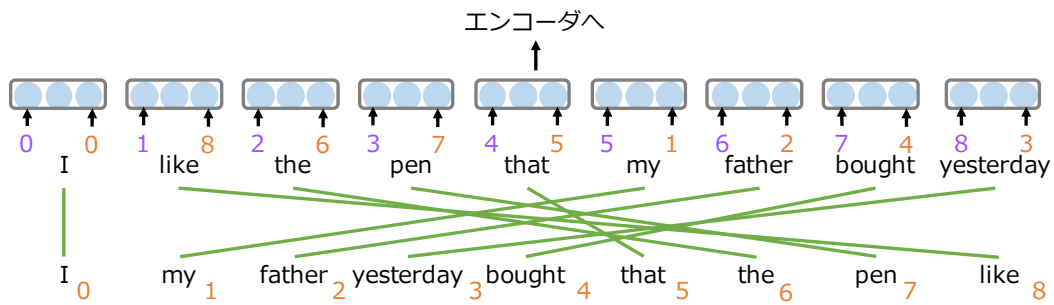 エンコーダへ
0 0 1 8 2 6 3 7 4 5 5 1 6 2 7 4 8 3
I like the pen that my father bought yesterday
I 0 my 1 father 2 yesterday 3 bought 4 that 5 the 6 pen 7 like 8